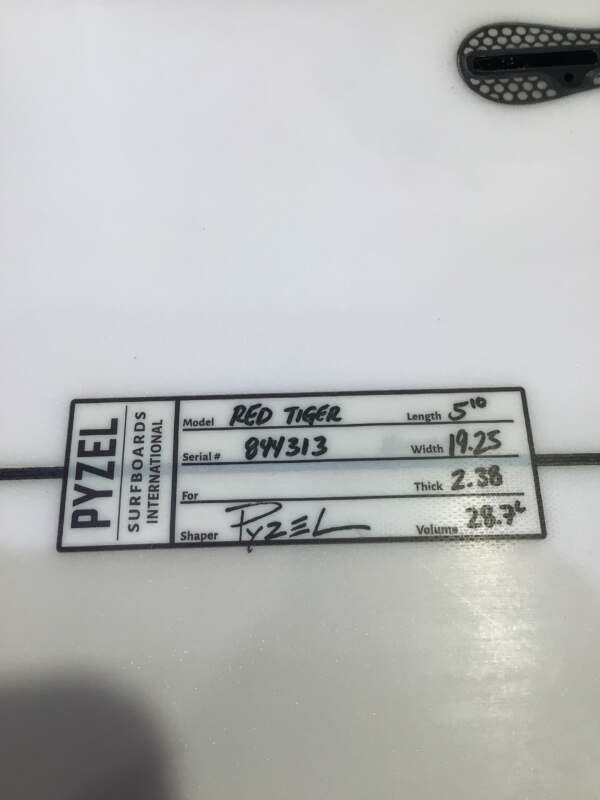 PYZEL
SURFBOARDS
INTERNATIONAL
Model RED TIGER
Length 5'10
Serial # 844313
Width 19.25
For
Thick 2.38
Shaper PYZEL
Volume 28.7L